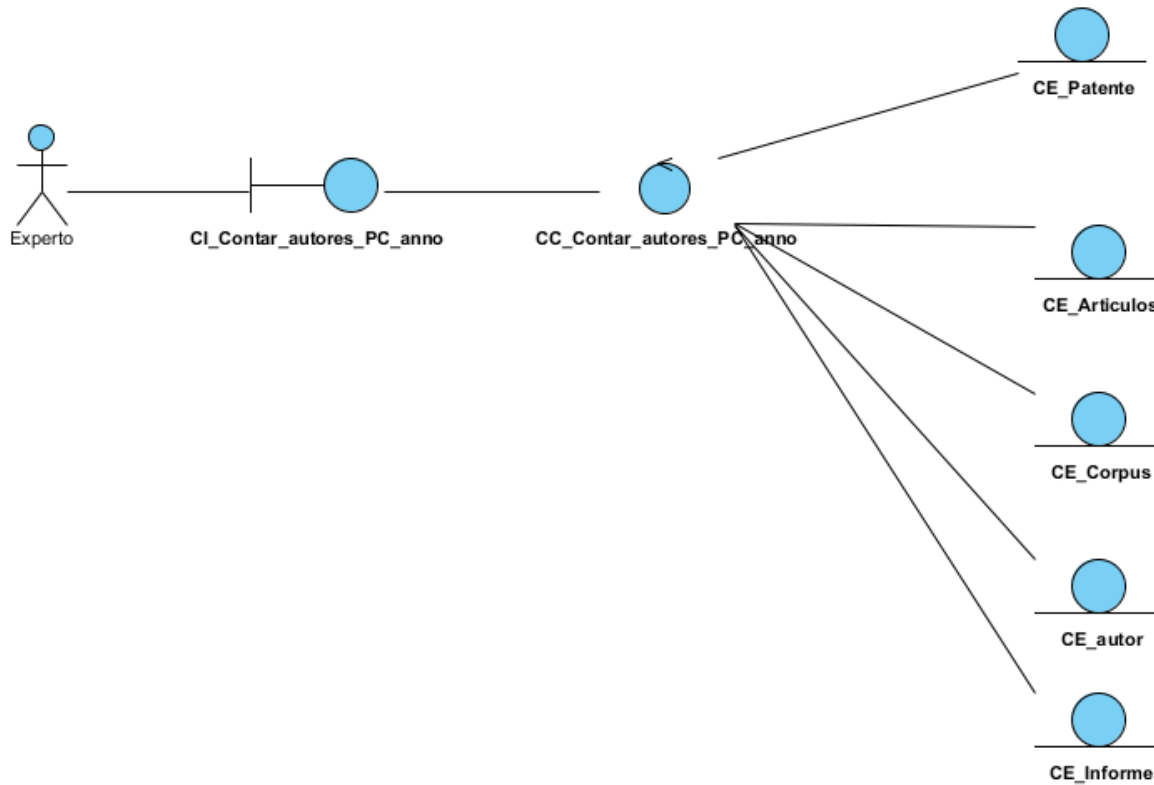 CE_Patente
Experto
CI_Contar_autores_PC_anno
CC_Contar_autores_PC_anno
CE_Articulos
CE_Corpus
CE_autor
CE_Informe